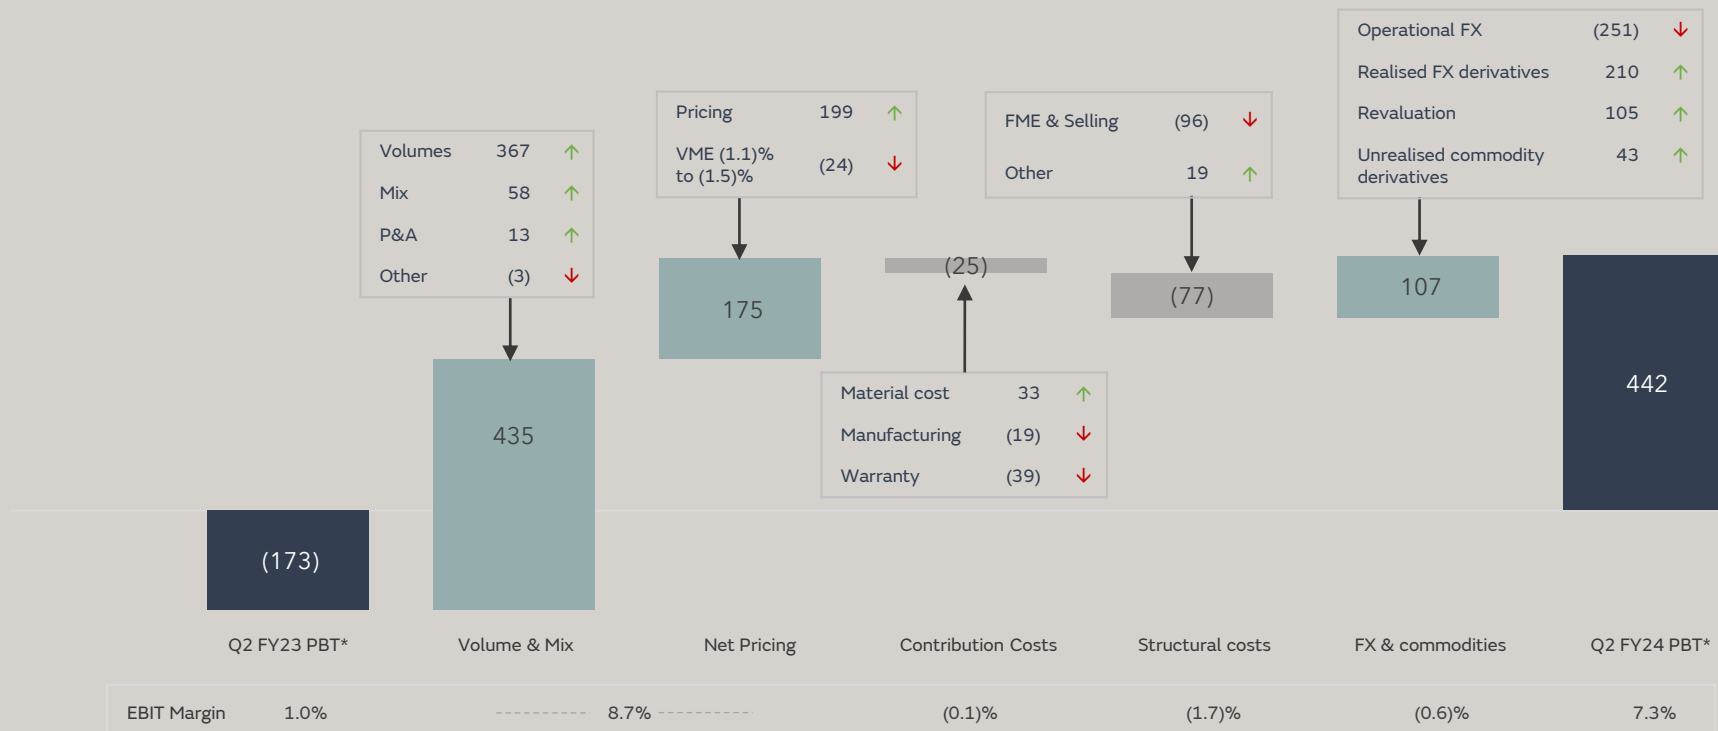 Operational FX (251) ↓
Realised FX derivatives 210 ↑
Revaluation 105 ↑
Unrealised commodity
derivatives 43 ↑
Pricing 199 ↑
VME (1.1)%
to (1.5)% (24) ↓
FME & Selling (96) ↓
Other 19 ↑
Volumes 367 ↑
Mix 58 ↑
P&A 13 ↑
Other (3) ↓
(173)
435
175
(25)
(77)
107
442
Material cost 33 ↑
Manufacturing (19) ↓
Warranty (39) ↓
Q2 FY23 PBT* Volume & Mix Net Pricing Contribution Costs Structural costs FX & commodities Q2 FY24 PBT*
EBIT Margin 1.0% 8.7% (0.1)% (1.7)% (0.6)% 7.3%